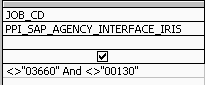 JOB_CD
PPI_SAP_AGENCY_INTERFACE_IRIS
<>"03660" And <>"00130"